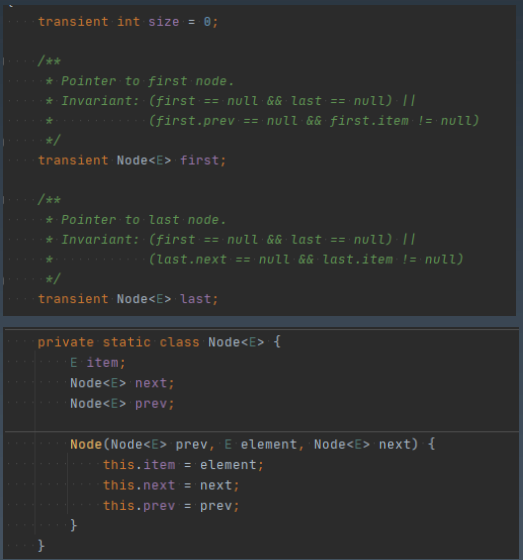 transient int size = 0;
/**
* Pointer to first node.
* Invariant: (first == null && last == null) ||
* (first.prev == null && first.item != null)
*/
transient Node<E> first;
/**
* Pointer to last node.
* Invariant: (first == null && last == null) ||
* (last.next == null && last.item != null)
*/
transient Node<E> last;
private static class Node<E> {
E item;
Node<E> next;
Node<E> prev;
Node(Node<E> prev, E element, Node<E> next) {
this.item = element;
this.next = next;
this.prev = prev;
}
}